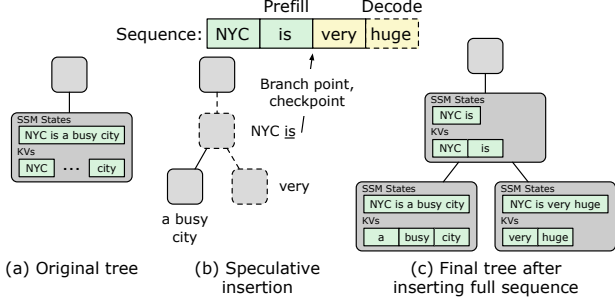 Prefill Decode
Sequence: NYC is very huge
Branch point,
checkpoint
SSM States
NYC is a busy city
KVs
NYC ... city
(a) Original tree
NYC is
very
a busy
city
(b) Speculative
insertion
SSM States
NYC is
KVs
NYC is
SSM States
NYC is a busy city
KVs
a busy city
SSM States
NYC is very huge
KVs
very huge
(c) Final tree after
inserting full sequence